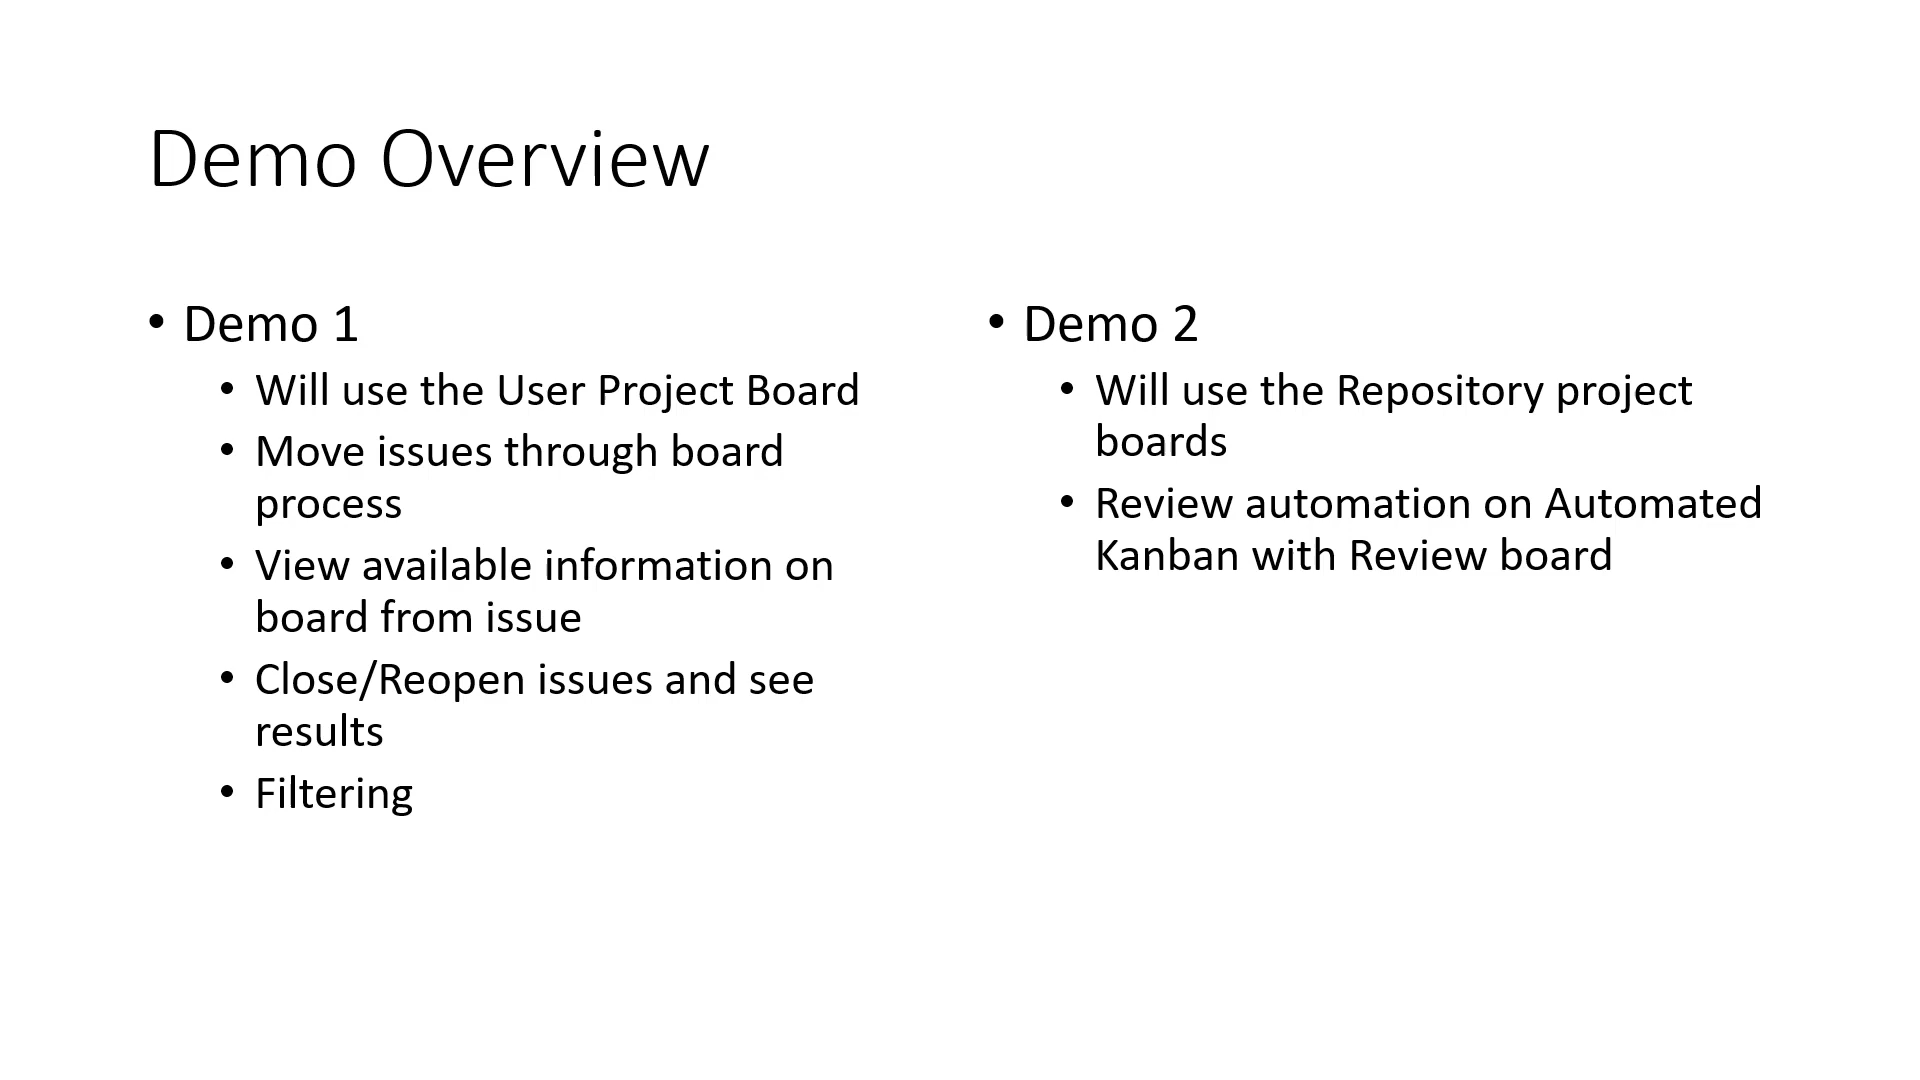 Demo Overview
• Demo 1
• Will use the User Project Board
• Move issues through board
process
• View available information on
board from issue
• Close/Reopen issues and see
results
• Filtering
• Demo 2
• Will use the Repository project
boards
• Review automation on Automated
Kanban with Review board